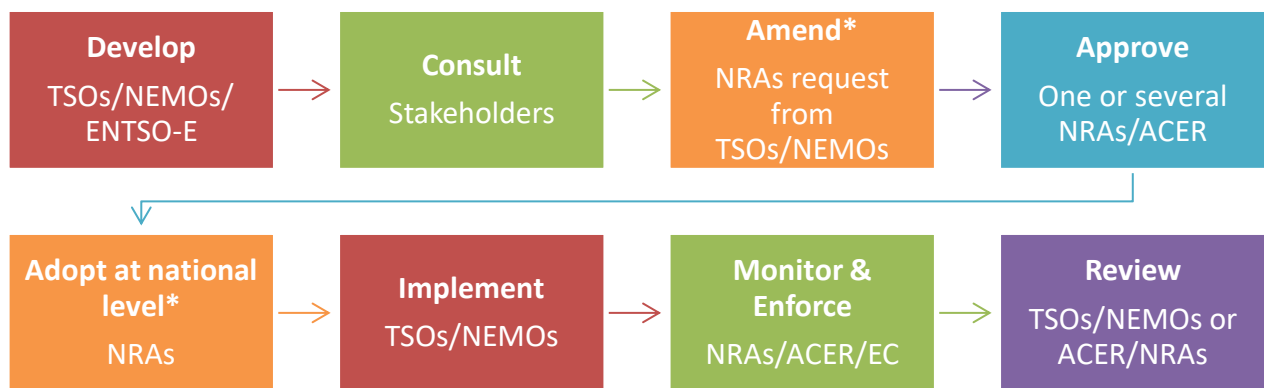 Develop
TSOs/NEMOs/
ENTSO-E
Consult
Stakeholders
Amend*
NRAs request
from
TSOs/NEMOs
Approve
One or several
NRAs/ACER
Adopt at national
level*
NRAs
Implement
TSOs/NEMOs
Monitor &
Enforce
NRAs/ACER/EC
Review
TSOs/NEMOs or
ACER/NRAs